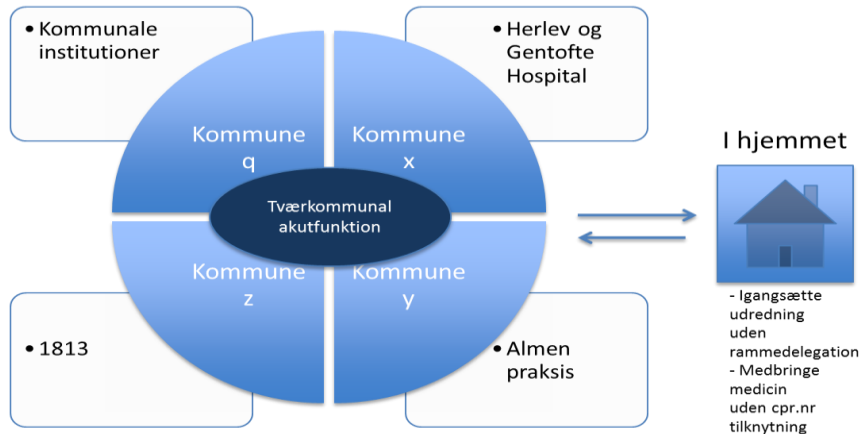 • Kommunale
institutioner
• Herlev og
Gentofte
Hospital
Kommune
q
Kommune
x
Tværkommunal
akutfunktion
Kommune
z
Kommune
y
• 1813
• Almen
praksis
I hjemmet
- Igangsætte
udredning
uden
rammedelegation
- Medbringe
medicin
uden cpr.nr
tilknytning